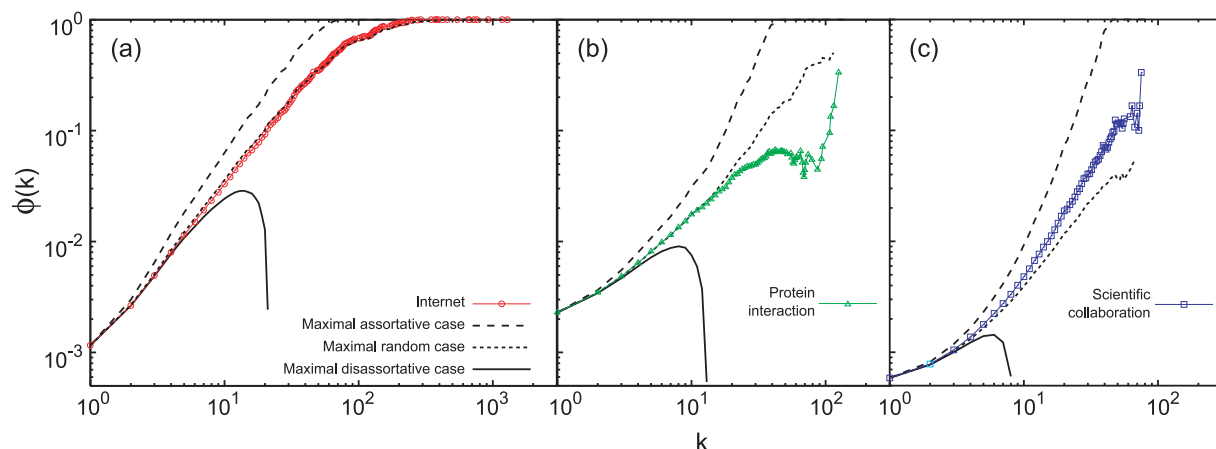 (a)
(b)
(c)
10^0
10^-1
10^-2
10^-3
ϕ(k)
Internet
Maximal assortative case
Maximal random case
Maximal disassortative case
Protein
interaction
Scientific
collaboration
10^0 10^1 10^2 10^3 10^0 10^1 10^2 10^0 10^1 10^2
k